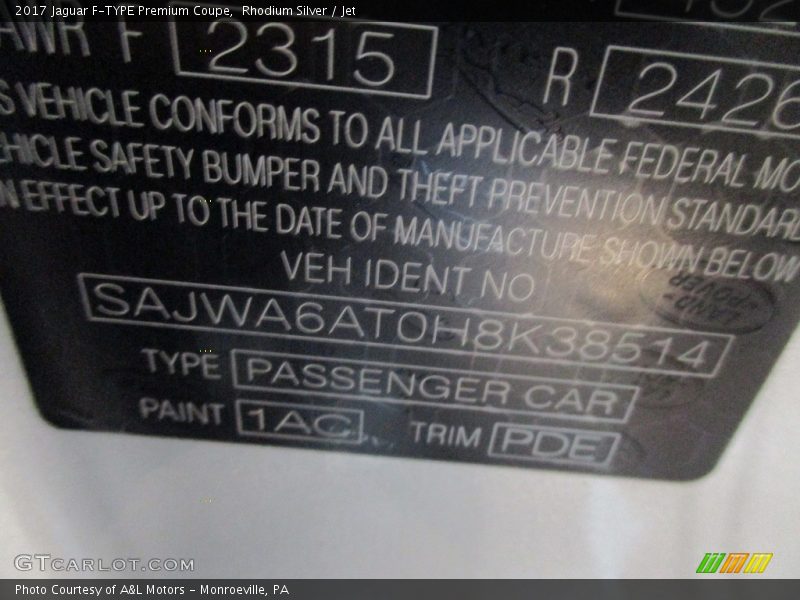 2017 Jaguar F-TYPE Premium Coupe, Rhodium Silver / Jet
F 2315
R 2426
VEHICLE CONFORMS TO ALL APPLICABLE FEDERAL MO
SAFETY BUMPER AND THEFT PREVENTION STANDARD
EFFECT UP TO THE DATE OF MANUFACTURE SHOWN BELOW
VEH IDENT NO
SAJWA6AT0H8K38514
TYPE PASSENGER CAR
PAINT 1AC TRIM PDE
LAND ROVER
GTCARLOT.COM
Photo Courtesy of A&L Motors - Monroeville, PA